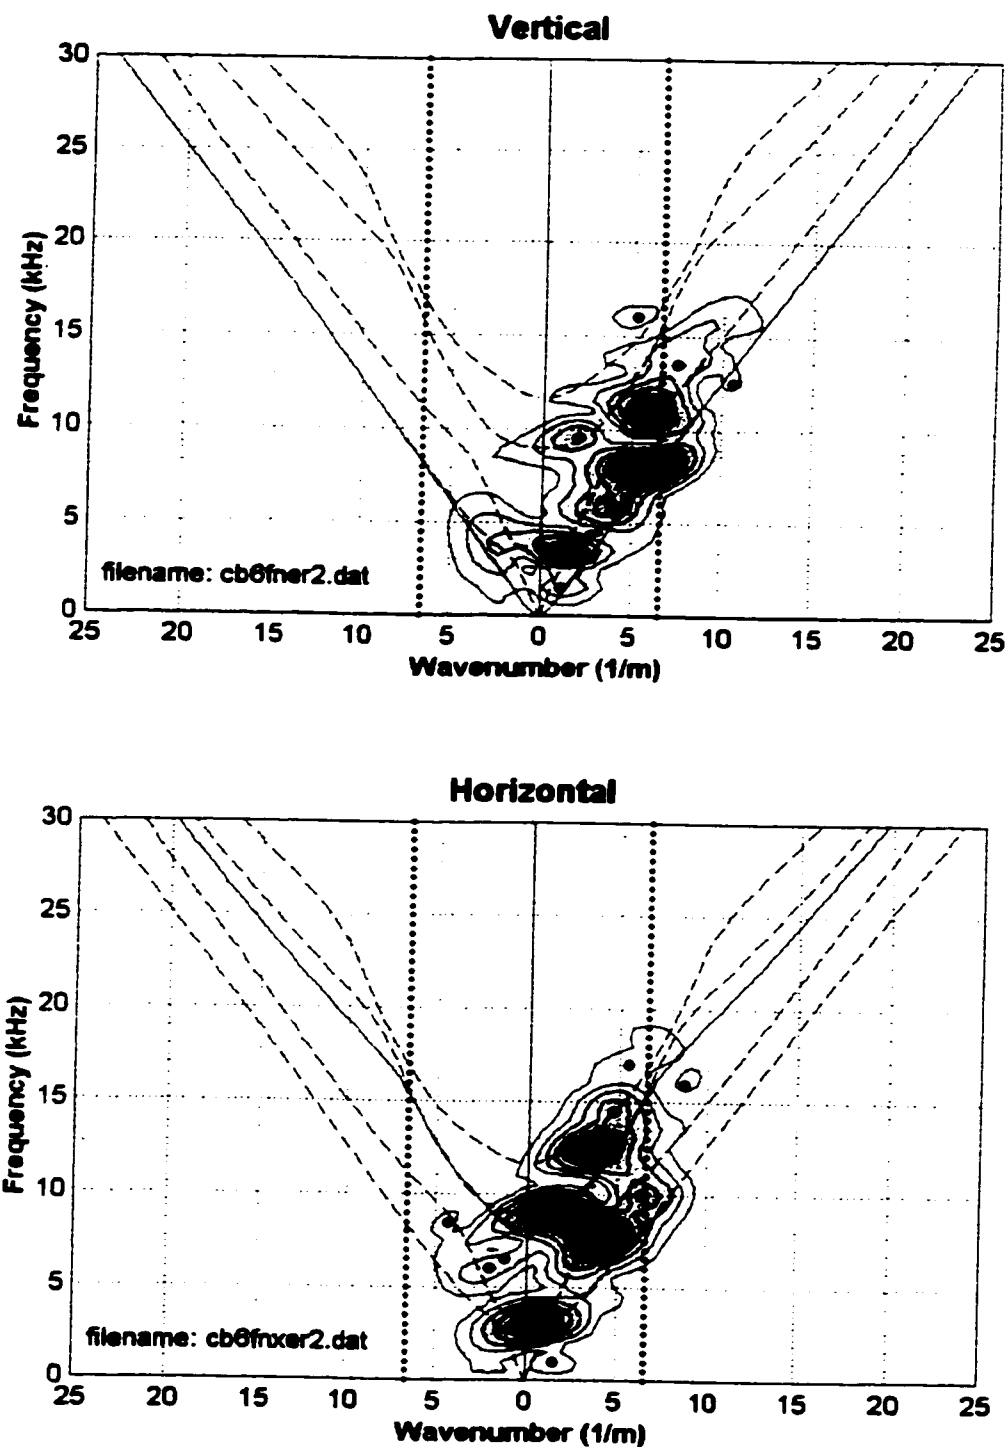 Vertical
30
25
20
15
10
5
0
Frequency (kHz)
filename: cb6fner2.dat
25 20 15 10 5 0 5 10 15 20 25
Wavenumber (1/m)
Horizontal
30
25
20
15
10
5
0
Frequency (kHz)
filename: cb6fnxer2.dat
25 20 15 10 5 0 5 10 15 20 25
Wavenumber (1/m)